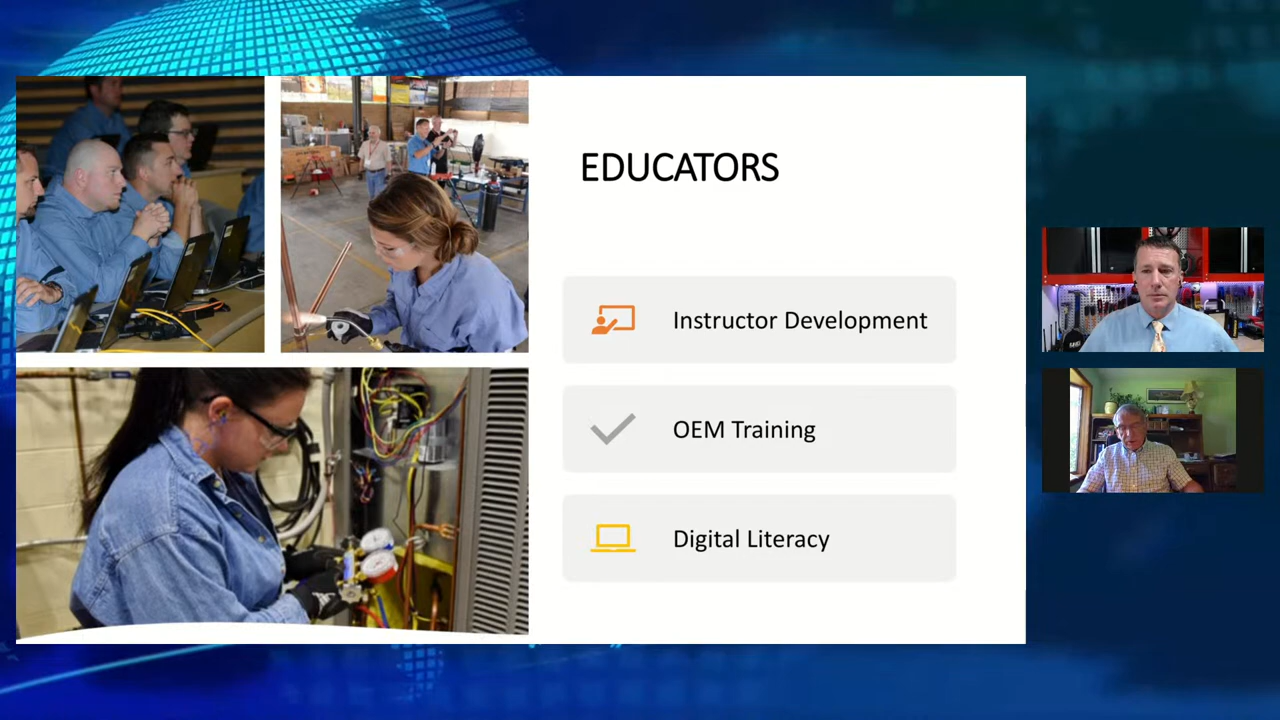 EDUCATORS
Instructor Development
OEM Training
Digital Literacy